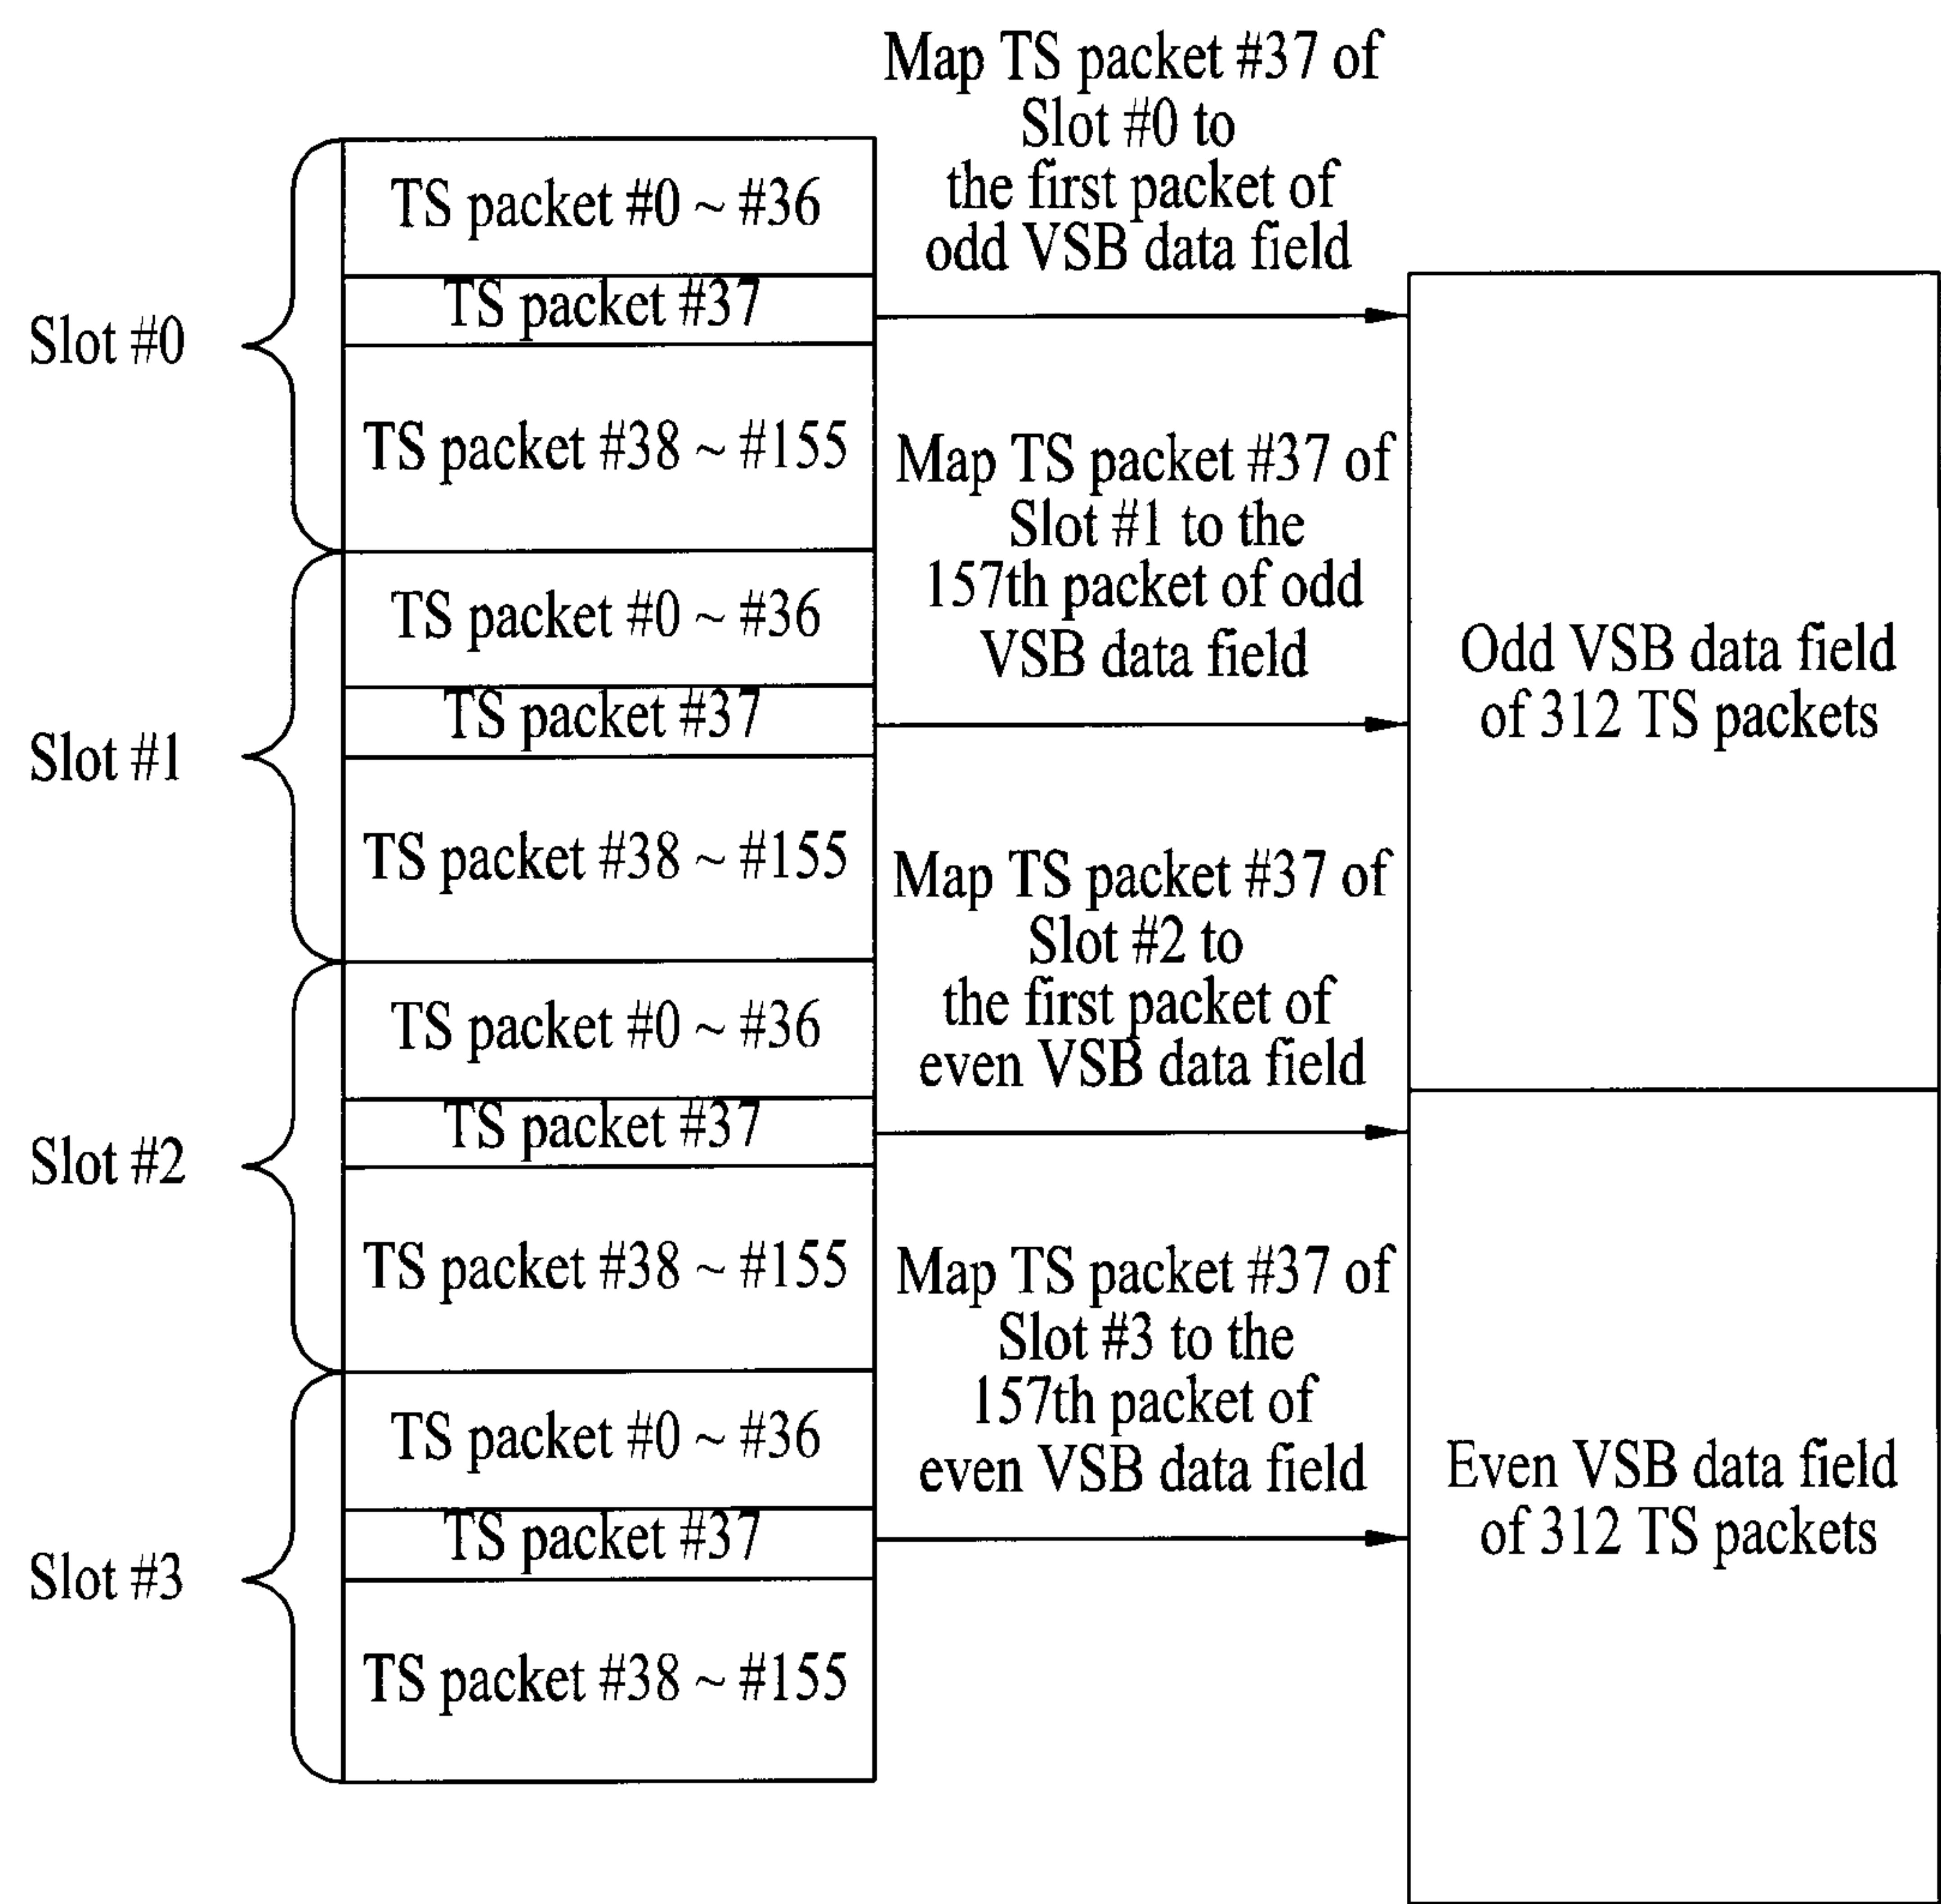 Map TS packet #37 of
Slot #0 to
the first packet of
odd VSB data field
Slot #0
TS packet #0 ~ #36
TS packet #37
TS packet #38 ~ #155
Map TS packet #37 of
Slot #1 to the
157th packet of odd
VSB data field
Slot #1
TS packet #0 ~ #36
TS packet #37
TS packet #38 ~ #155
Odd VSB data field
of 312 TS packets
Map TS packet #37 of
Slot #2 to
the first packet of
even VSB data field
Slot #2
TS packet #0 ~ #36
TS packet #37
TS packet #38 ~ #155
Map TS packet #37 of
Slot #3 to the
157th packet of
even VSB data field
Slot #3
TS packet #0 ~ #36
TS packet #37
TS packet #38 ~ #155
Even VSB data field
of 312 TS packets